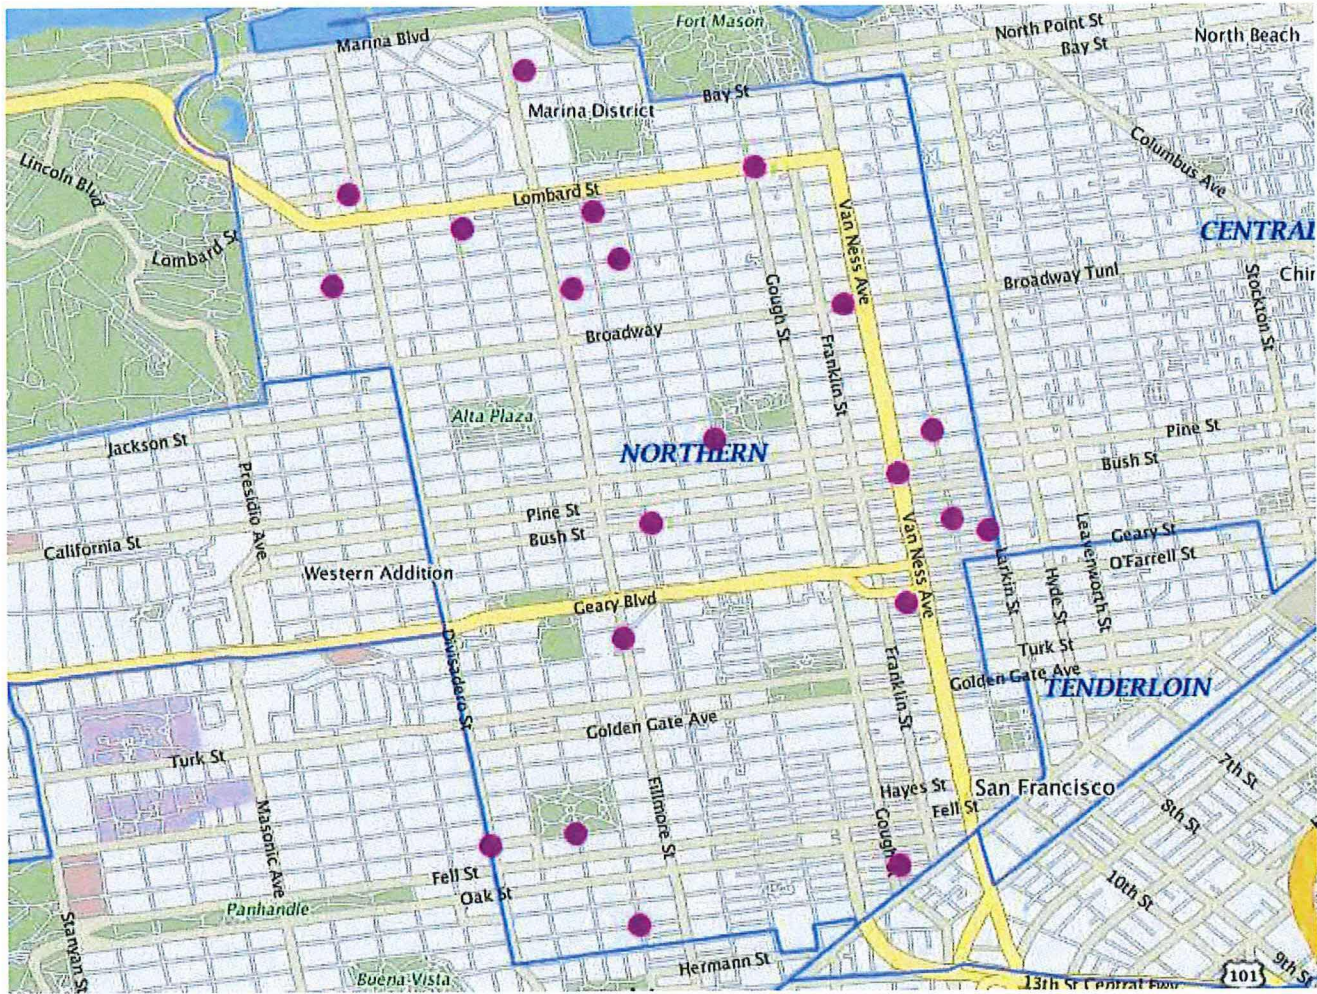 Fort Mason
North Point St
Bay St
North Beach
Marina Blvd
Marina District
Bay St
Columbus Ave
Lincoln Blvd
Lombard St
Lombard St
Van Ness Ave
CENTRAL
Broadway Tunl
Chin
Stockton St
Gough St
Broadway
Franklin St
Alta Plaza
Jackson St
NORTHERN
Pine St
Bush St
Presidio Ave
Pine St
Bush St
California St
Van Ness Ave
Leavenworth St
Geary St
O'Farrell St
Western Addition
Larkin St
Hyde St
Geary Blvd
Divisadero St
Franklin St
Turk St
Golden Gate Ave
TENDERLOIN
Golden Gate Ave
Turk St
Fillmore St
Hayes St
San Francisco
7th St
Fell St
8th St
Masonic Ave
Gough
Fell St
Oak St
10th St
Panhandle
Stanyan St
Hermann St
Buena Vista
9th St
101
13th St Central Fwy